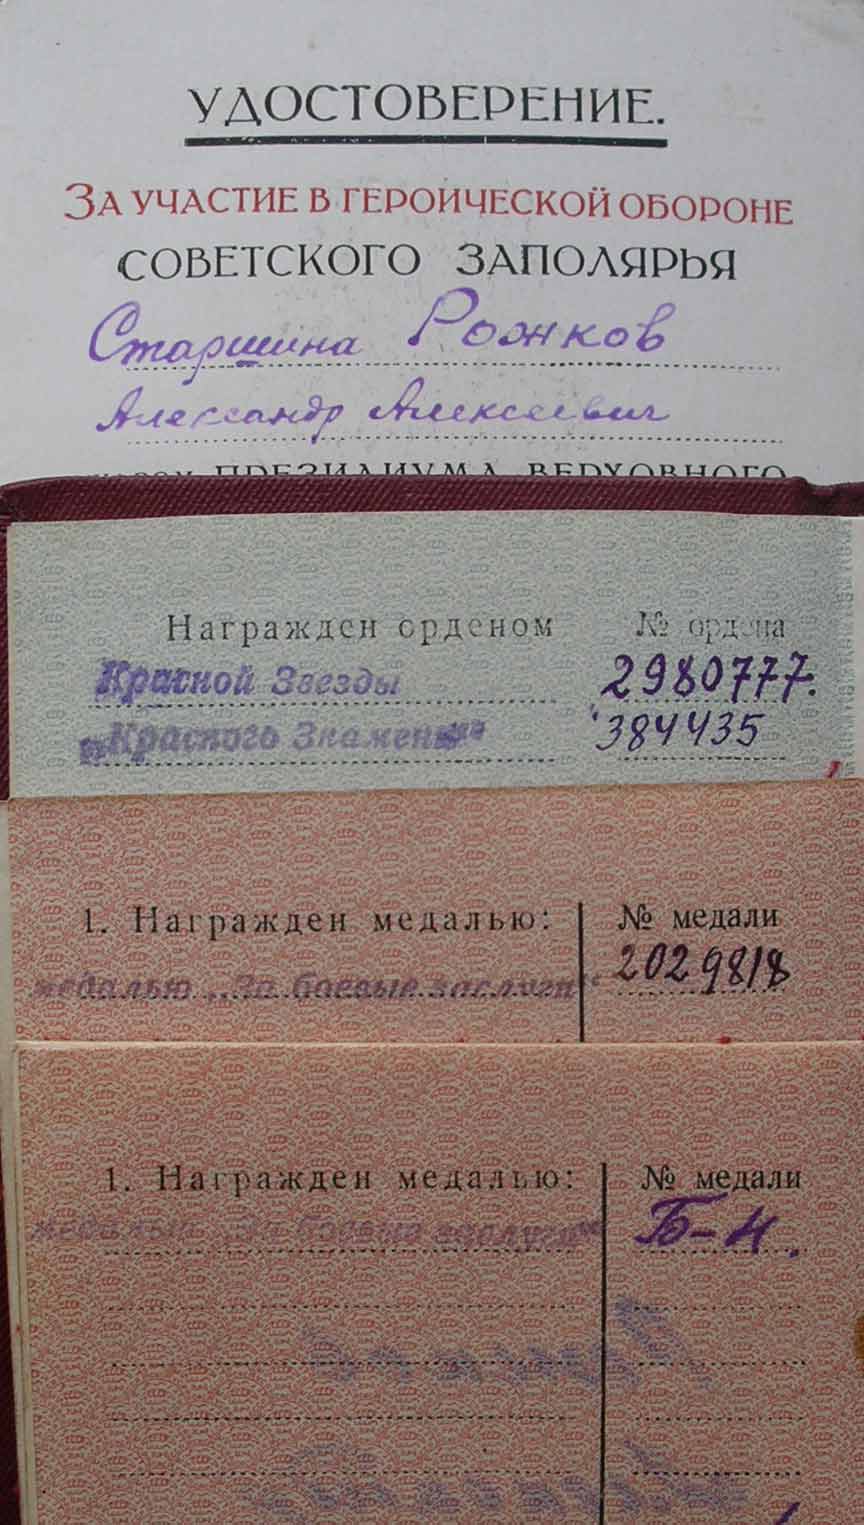 УДОСТОВЕРЕНИЕ.
ЗА УЧАСТИЕ В ГЕРОИЧЕСКОЙ ОБОРОНЕ
СОВЕТСКОГО ЗАПОЛЯРЬЯ
Старшина Рожков
Александр Алексеевич
ПРЕЗИДИУМА ВЕРХОВНОГО
Награжден орденом № ордена
Красной Звезды 2980777.
„Красного Знамени" 384435
1. Награжден медалью: № медали
медалью „За боевые заслуги" 2029818
1. Награжден медалью: № медали
медалью „За боевые заслуги" Б-Н.